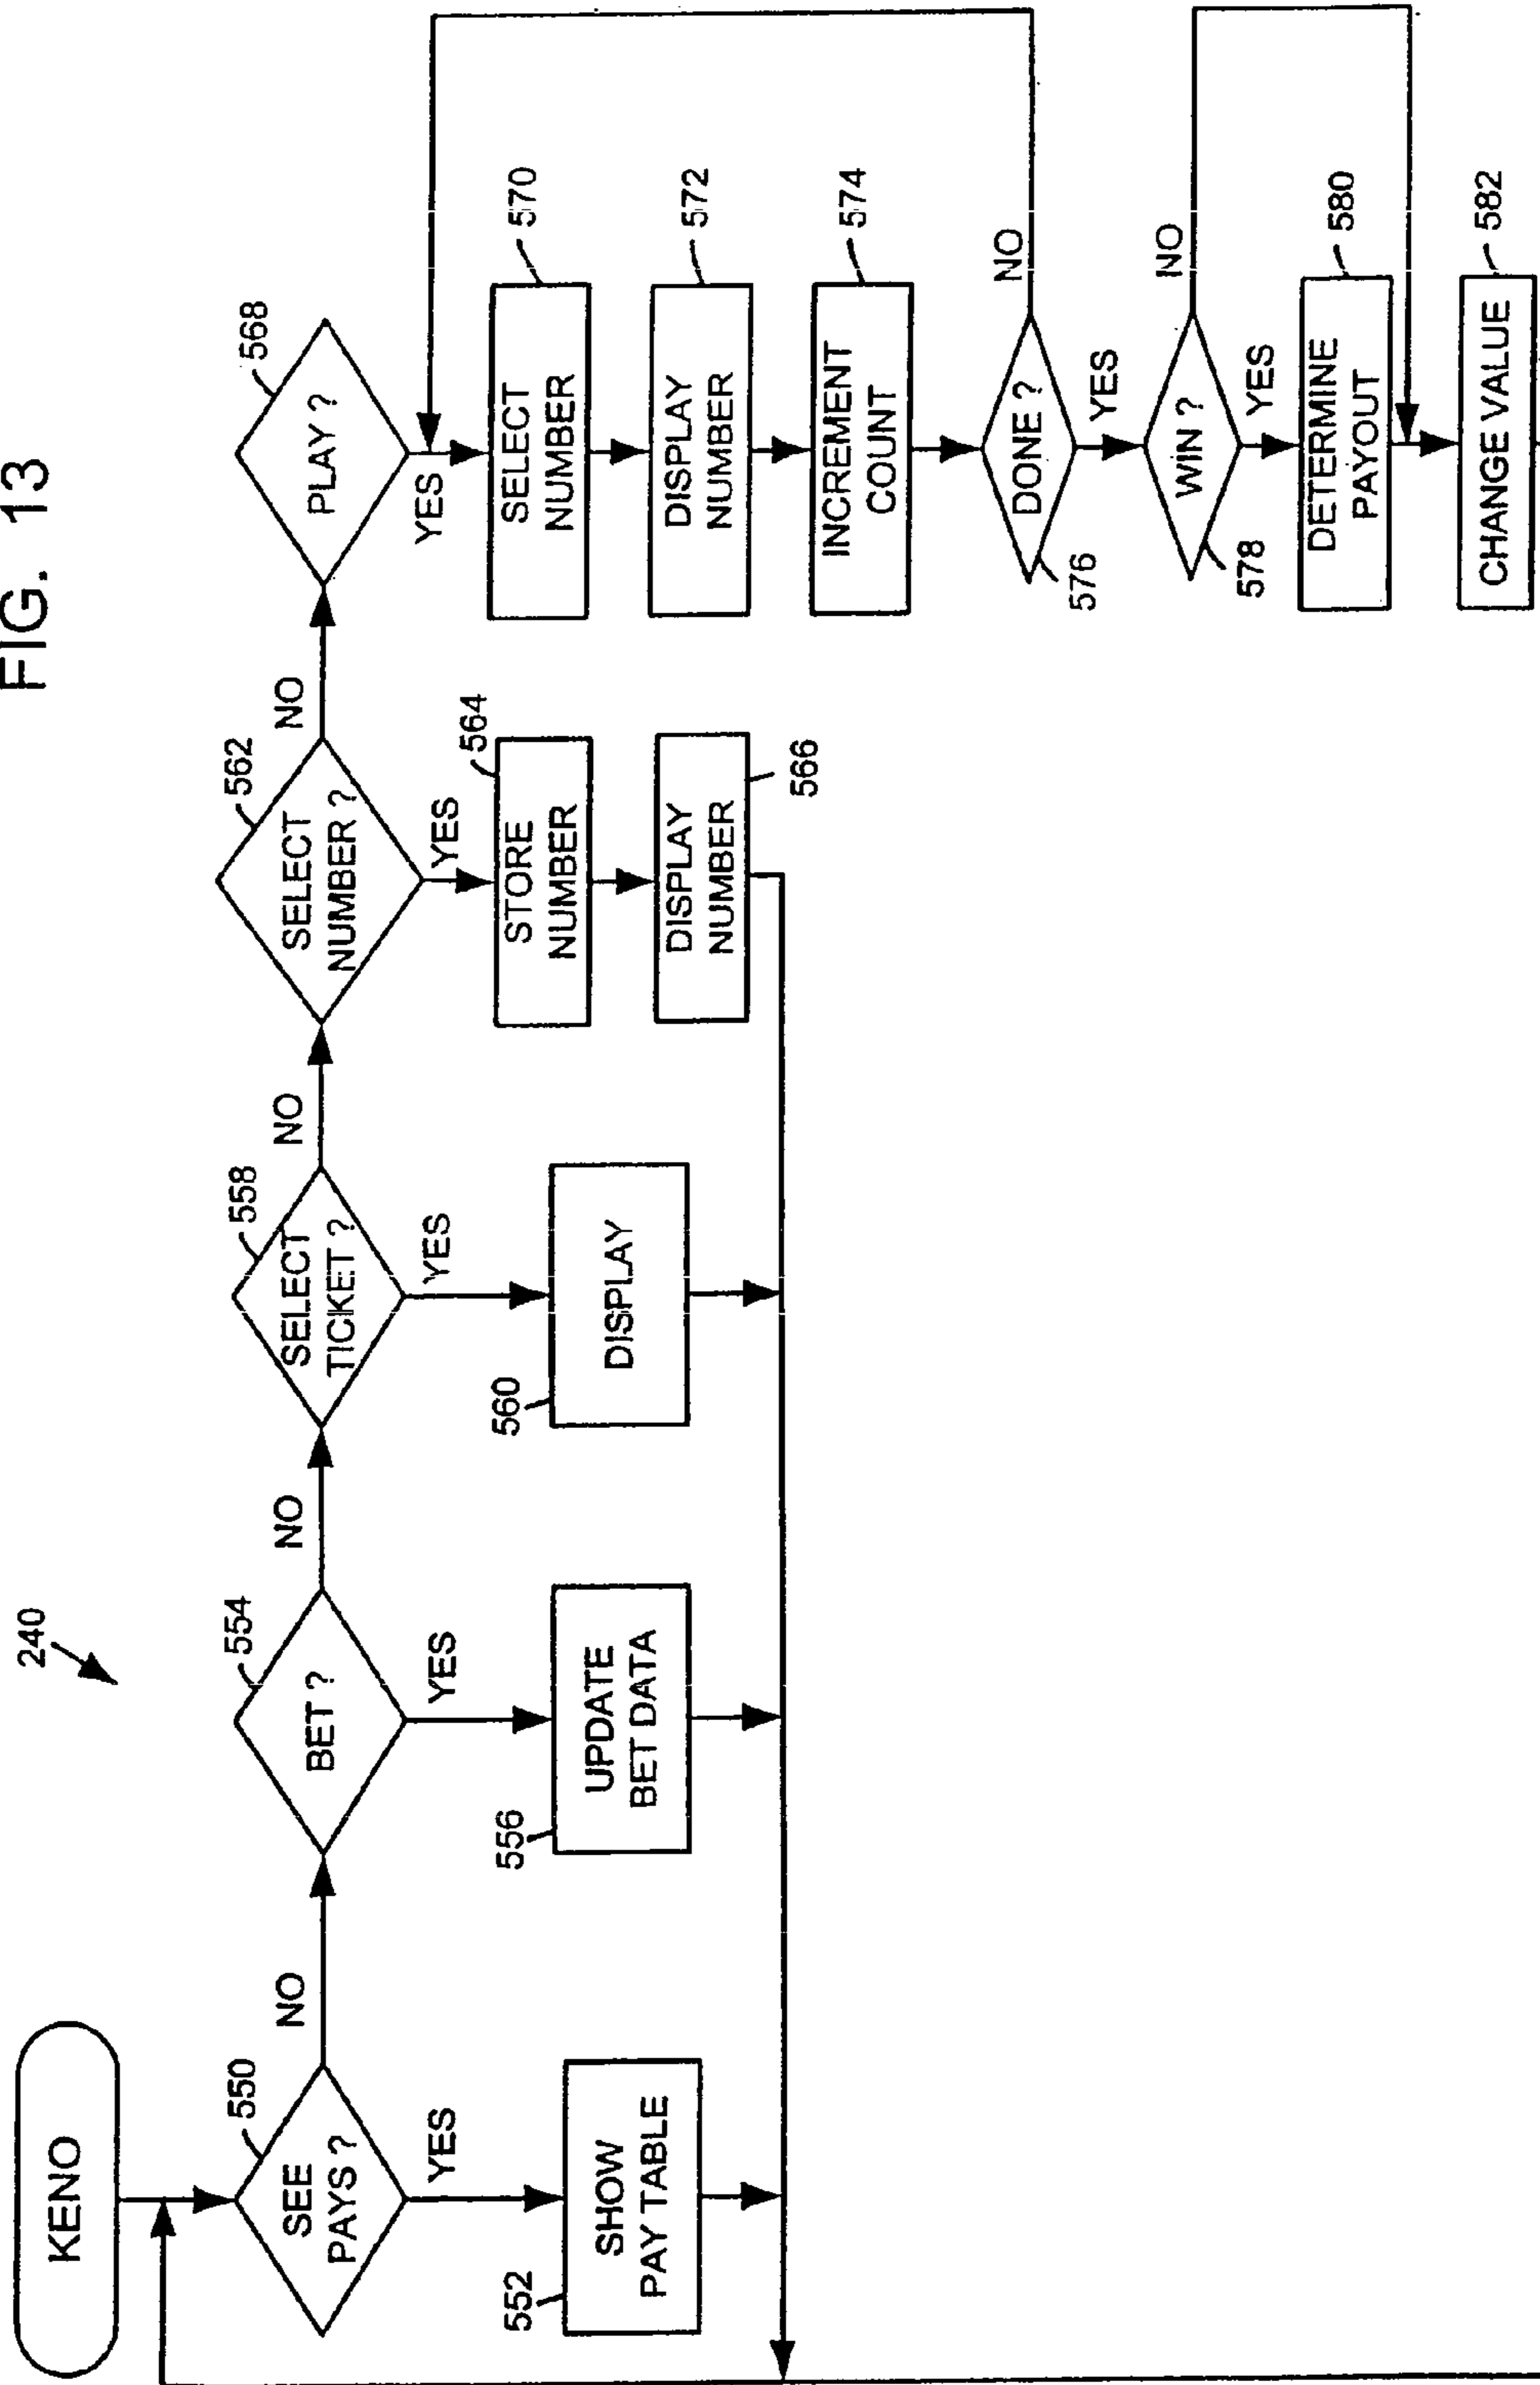 FIG. 13
240
KENO
550
SEE
PAYS ?
NO
YES
552
SHOW
PAY TABLE
554
BET ?
NO
YES
556
UPDATE
BET DATA
558
SELECT
TICKET ?
NO
YES
560
DISPLAY
562
SELECT
NUMBER ?
NO
YES
564
STORE
NUMBER
566
DISPLAY
NUMBER
568
PLAY ?
YES
570
SELECT
NUMBER
572
DISPLAY
NUMBER
574
INCREMENT
COUNT
576
DONE ?
NO
YES
578
WIN ?
NO
YES
580
DETERMINE
PAYOUT
582
CHANGE VALUE